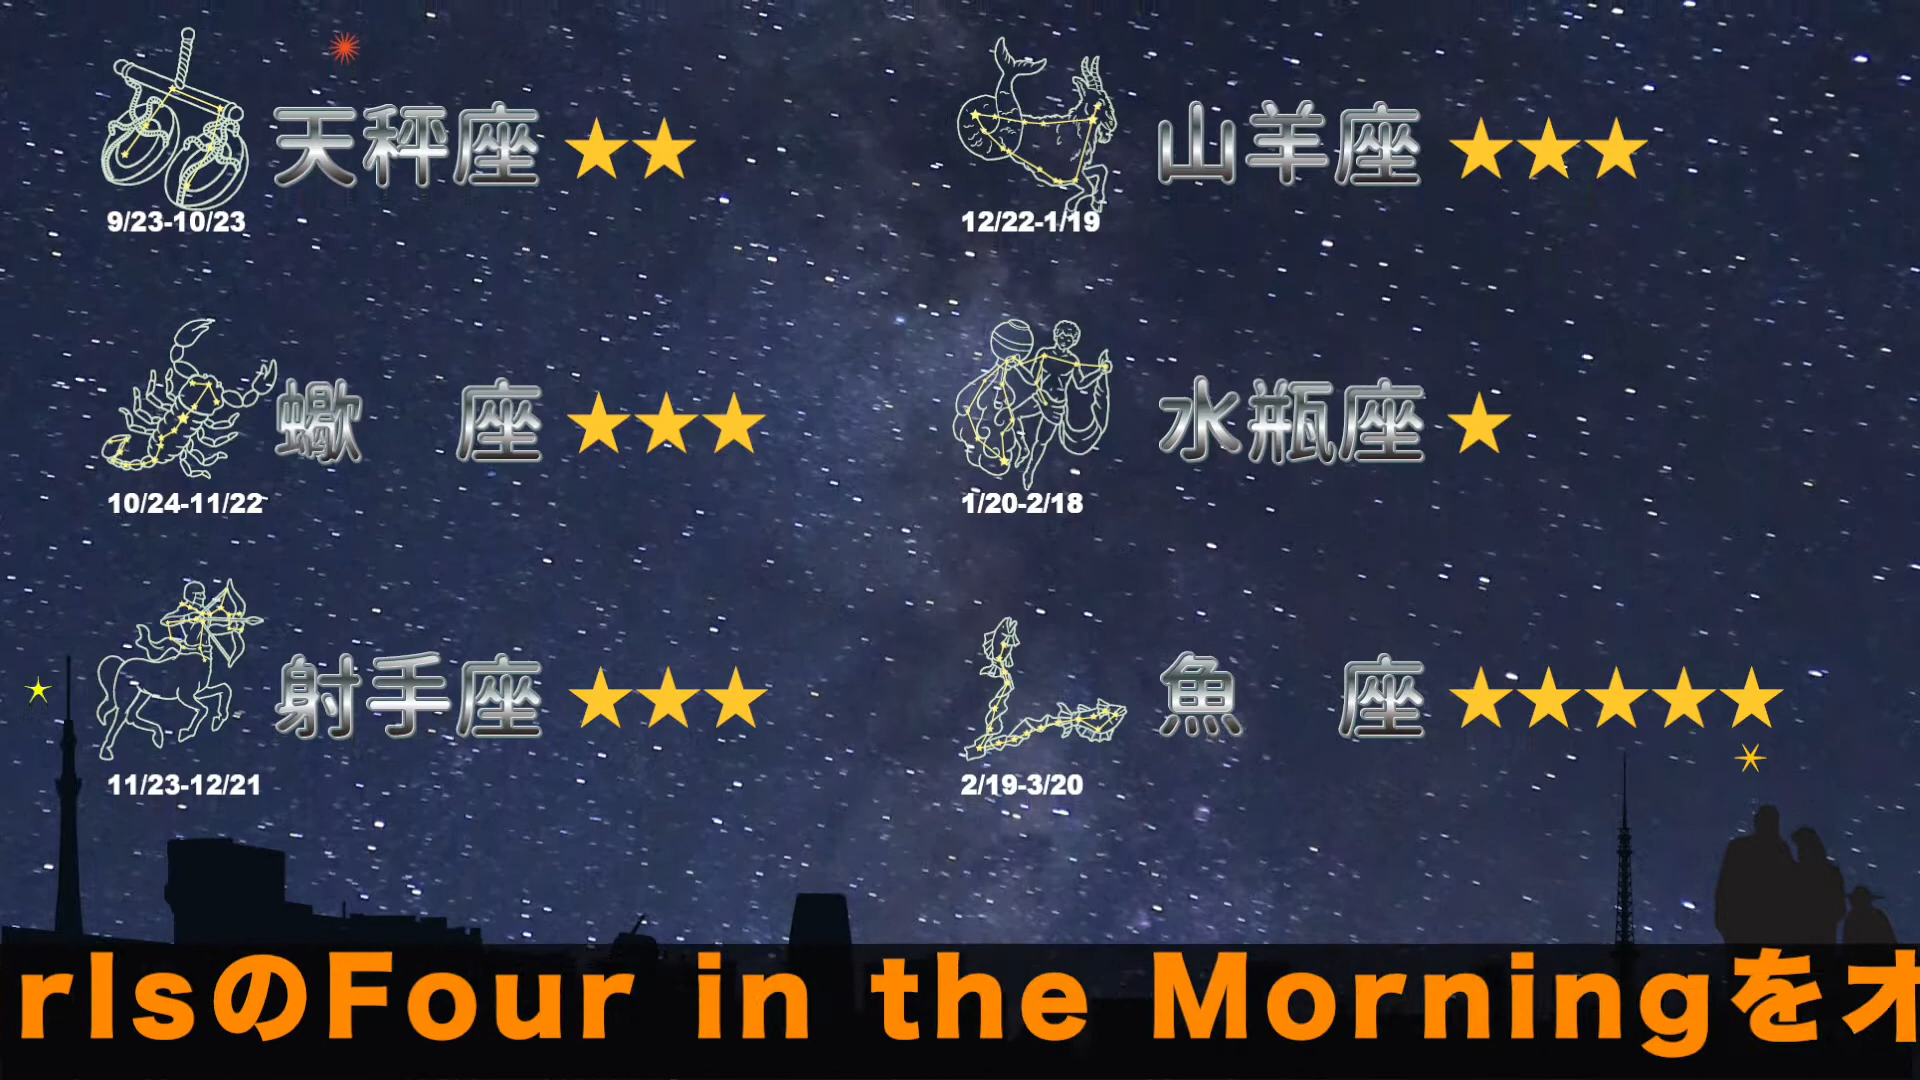 天秤座 ★★
9/23-10/23
蠍 座 ★★★
10/24-11/22
射手座 ★★★
11/23-12/21
山羊座 ★★★
12/22-1/19
水瓶座 ★
1/20-2/18
魚 座 ★★★★★
2/19-3/20
rlsのFour in the Morningをオ